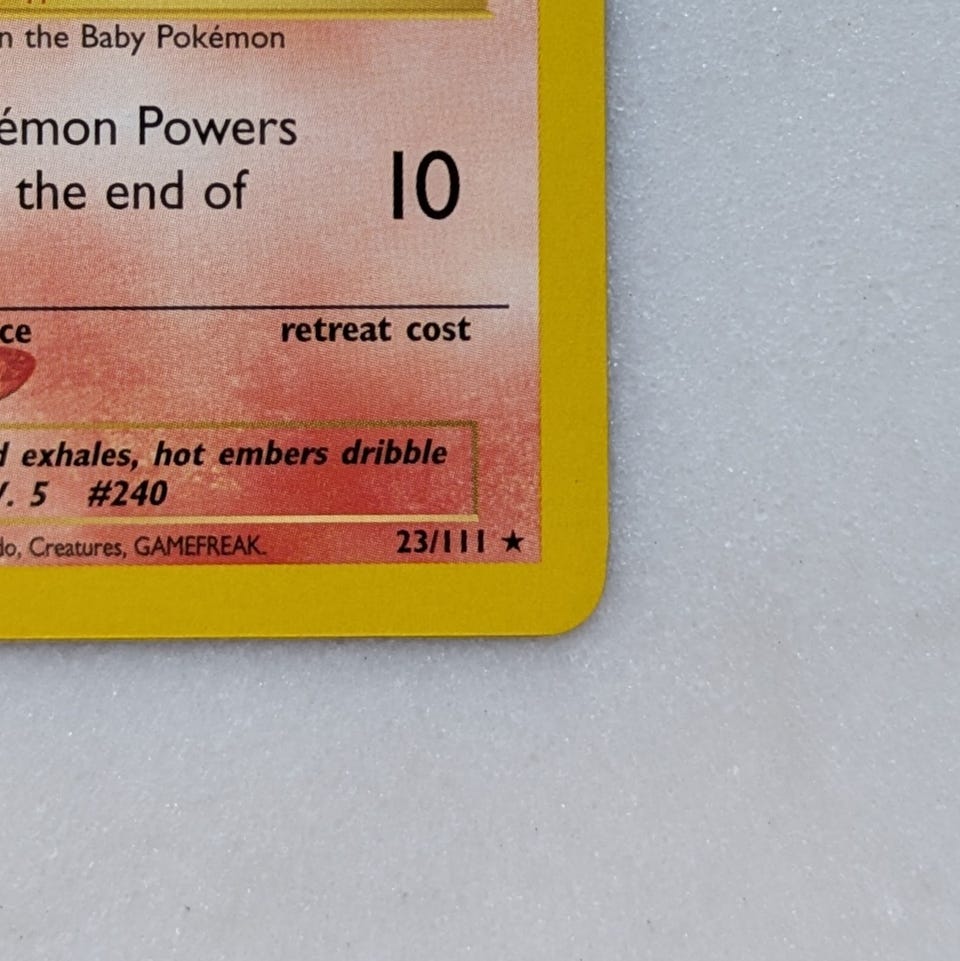 n the Baby Pokémon
émon Powers
the end of
10
ce retreat cost
d exhales, hot embers dribble
V. 5 #240
do, Creatures, GAMEFREAK.
23/111 ★